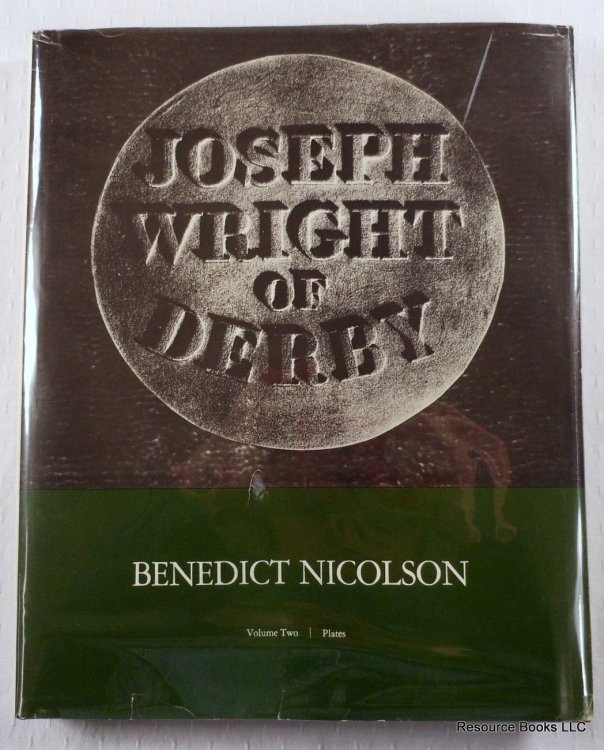 JOSEPH
WRIGHT
OF
DERBY
BENEDICT NICOLSON
Volume Two | Plates
Resource Books LLC